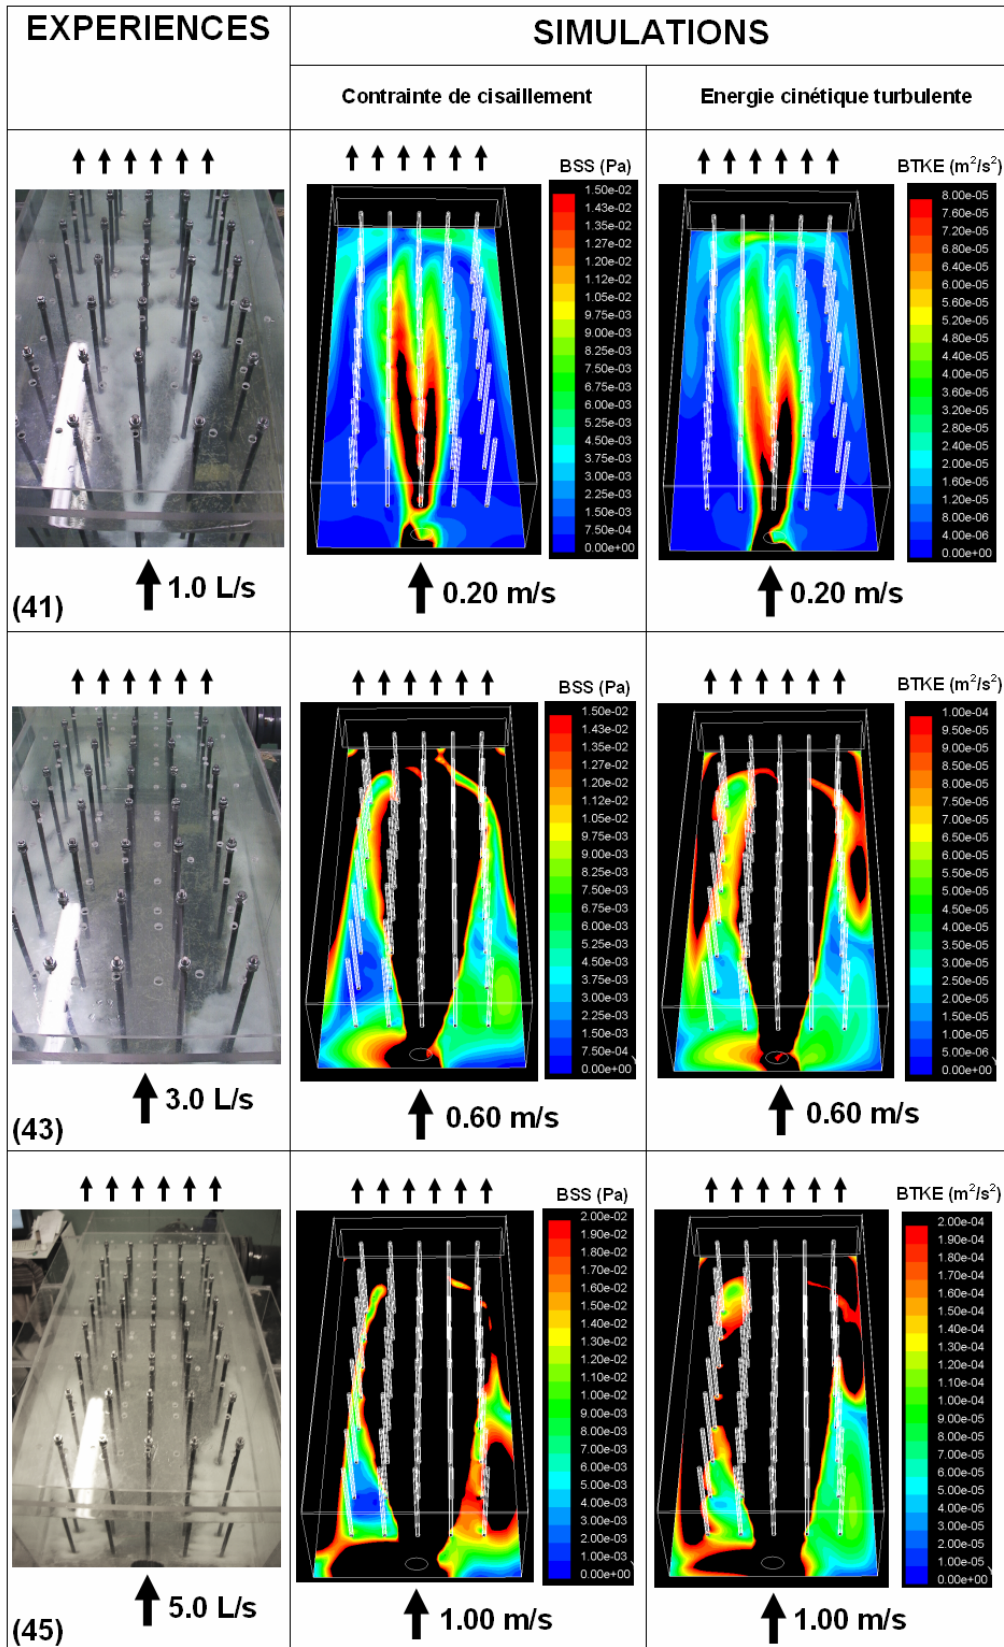 EXPERIENCES
SIMULATIONS
Contrainte de cisaillement
Energie cinétique turbulente
BSS (Pa)
1.50e-02
1.43e-02
1.35e-02
1.27e-02
1.20e-02
1.12e-02
1.05e-02
9.75e-03
9.00e-03
8.25e-03
7.50e-03
6.75e-03
6.00e-03
5.25e-03
4.50e-03
3.75e-03
3.00e-03
2.25e-03
1.50e-03
7.50e-04
0.00e+00
BTKE (m²/s²)
8.00e-05
7.60e-05
7.20e-05
6.80e-05
6.40e-05
6.00e-05
5.60e-05
5.20e-05
4.80e-05
4.40e-05
4.00e-05
3.60e-05
3.20e-05
2.80e-05
2.40e-05
2.00e-05
1.60e-05
1.20e-05
8.00e-06
4.00e-06
0.00e+00
(41)
1.0 L/s
0.20 m/s
0.20 m/s
BSS (Pa)
1.50e-02
1.43e-02
1.35e-02
1.27e-02
1.20e-02
1.12e-02
1.05e-02
9.75e-03
9.00e-03
8.25e-03
7.50e-03
6.75e-03
6.00e-03
5.25e-03
4.50e-03
3.75e-03
3.00e-03
2.25e-03
1.50e-03
7.50e-04
0.00e+00
BTKE (m²/s²)
1.00e-04
9.50e-05
9.00e-05
8.50e-05
8.00e-05
7.50e-05
7.00e-05
6.50e-05
6.00e-05
5.50e-05
5.00e-05
4.50e-05
4.00e-05
3.50e-05
3.00e-05
2.50e-05
2.00e-05
1.50e-05
1.00e-05
5.00e-06
0.00e+00
(43)
3.0 L/s
0.60 m/s
0.60 m/s
BSS (Pa)
2.00e-02
1.90e-02
1.80e-02
1.70e-02
1.60e-02
1.50e-02
1.40e-02
1.30e-02
1.20e-02
1.10e-02
1.00e-02
9.00e-03
8.00e-03
7.00e-03
6.00e-03
5.00e-03
4.00e-03
3.00e-03
2.00e-03
1.00e-03
0.00e+00
BTKE (m²/s²)
2.00e-04
1.90e-04
1.80e-04
1.70e-04
1.60e-04
1.50e-04
1.40e-04
1.30e-04
1.20e-04
1.10e-04
1.00e-04
9.00e-05
8.00e-05
7.00e-05
6.00e-05
5.00e-05
4.00e-05
3.00e-05
2.00e-05
1.00e-05
0.00e+00
(45)
5.0 L/s
1.00 m/s
1.00 m/s